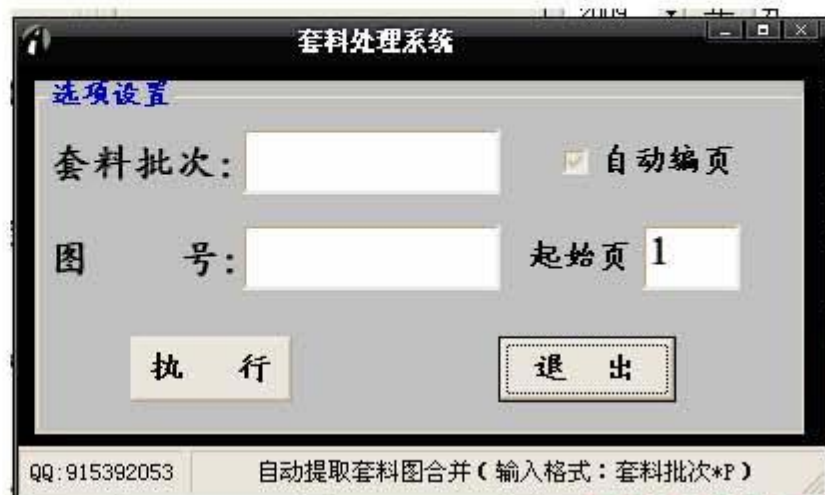 套料处理系统
选项设置
套料批次: 自动编页
图 号: 起始页 1
执 行 退 出
QQ:915392053 自动提取套料图合并(输入格式:套料批次*P)